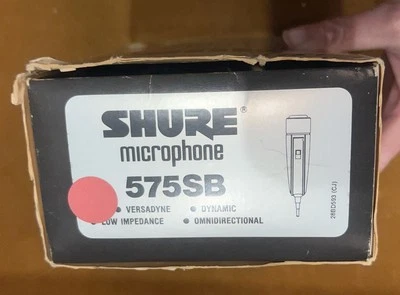 SHURE
microphone
575SB
• VERSADYNE • DYNAMIC
• LOW IMPEDANCE • OMNIDIRECTIONAL